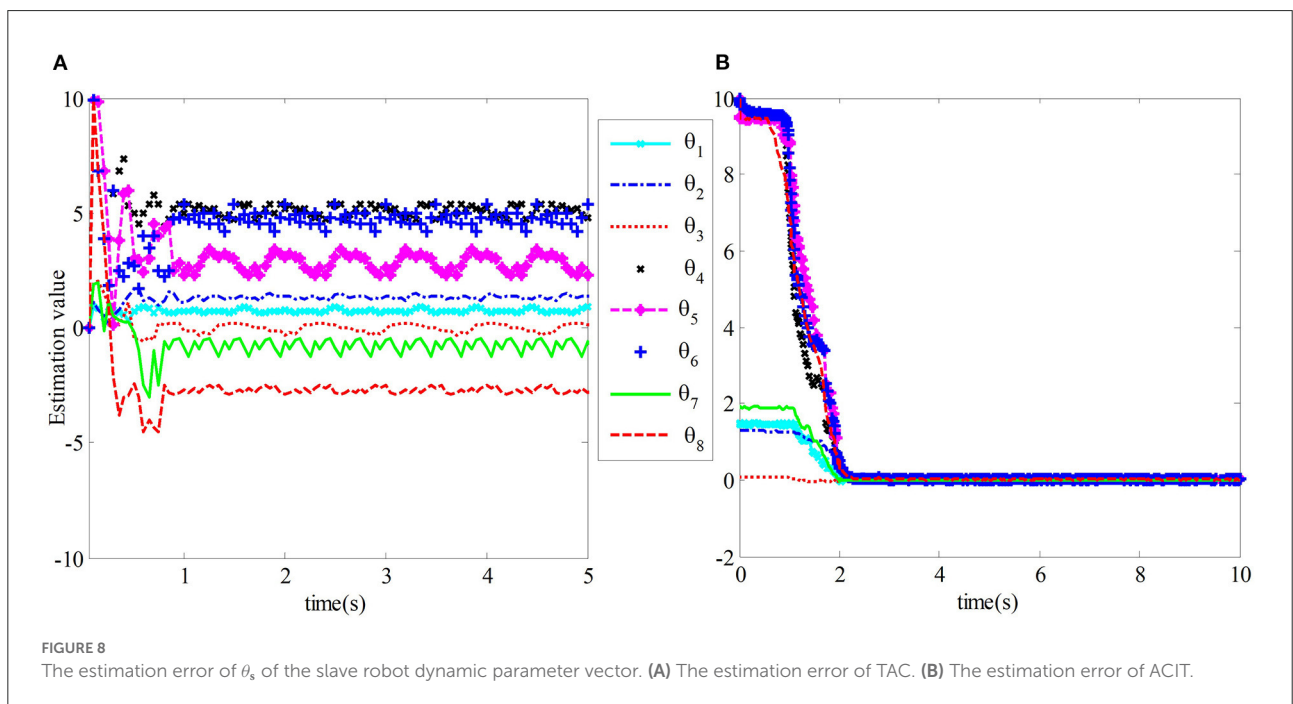 A
B
10
5
0
-5
-10
Estimation value
1
2
3
4
5
time(s)
θ1
θ2
θ3
θ4
θ5
θ6
θ7
θ8
10
8
6
4
2
0
-2
0
2
4
6
8
10
time(s)
FIGURE 8
The estimation error of θs of the slave robot dynamic parameter vector. (A) The estimation error of TAC. (B) The estimation error of ACIT.